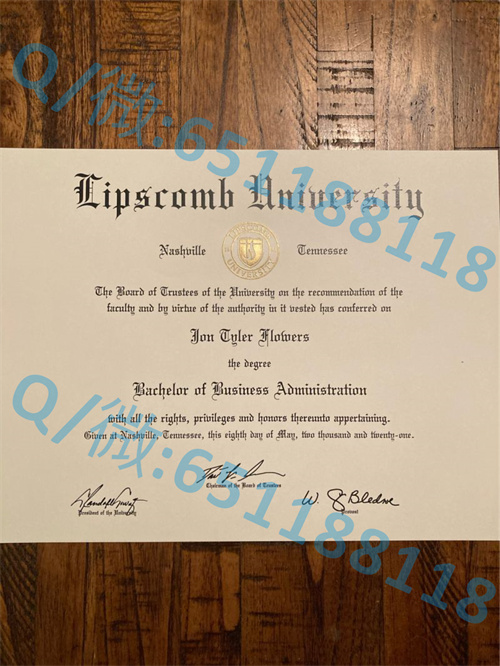 Q/微:651188118
Lipscomb University
Nashville Tennessee
The Board of Trustees of the University on the recommendation of the
faculty and by virtue of the authority in it vested has conferred on
Jon Tyler Flowers
the degree
Bachelor of Business Administration
with all the rights, privileges and honors thereunto appertaining.
Given at Nashville, Tennessee, this eighth day of May, two thousand and twenty-one.
Chairman of the Board of Trustees
W. Bledsoe
President of the University
Provost
Q/微:651188118